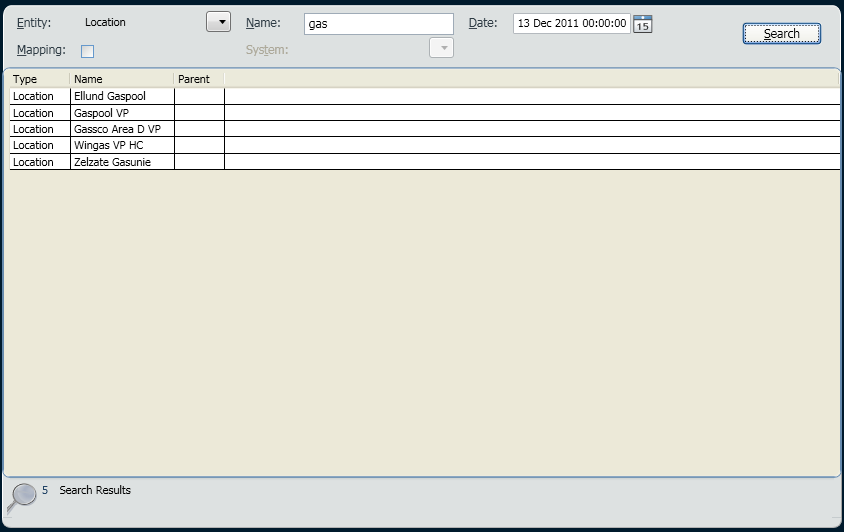 Entity: Location Name: gas Date: 13 Dec 2011 00:00:00 15 Search
Mapping: System:
Type Name Parent
Location Ellund Gaspool
Location Gaspool VP
Location Gassco Area D VP
Location Wingas VP HC
Location Zelzate Gasunie
5 Search Results